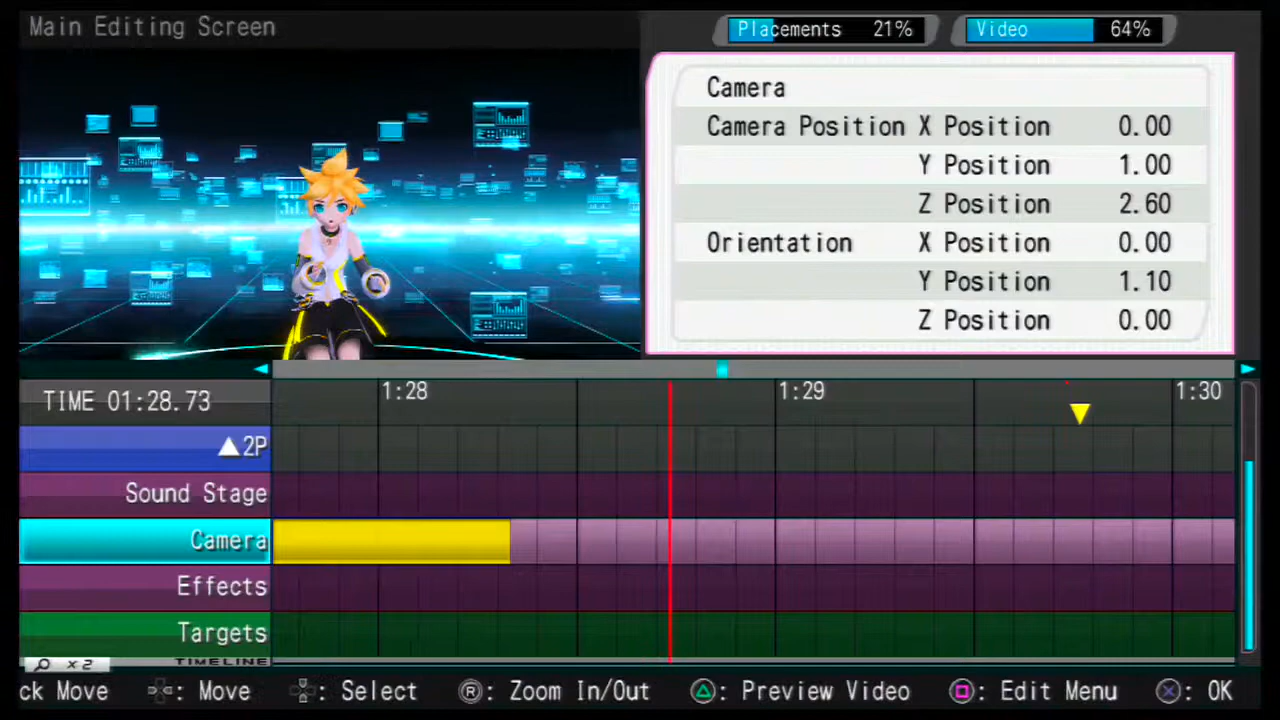 Main Editing Screen
Placements 21%
Video 64%
Camera
Camera Position X Position 0.00
Y Position 1.00
Z Position 2.60
Orientation X Position 0.00
Y Position 1.10
Z Position 0.00
TIME 01:28.73
1:28 1:29 1:30
▲2P
Sound Stage
Camera
Effects
Targets
x2 TIMELINE
ck Move : Move : Select Ⓡ: Zoom In/Out : Preview Video : Edit Menu : OK